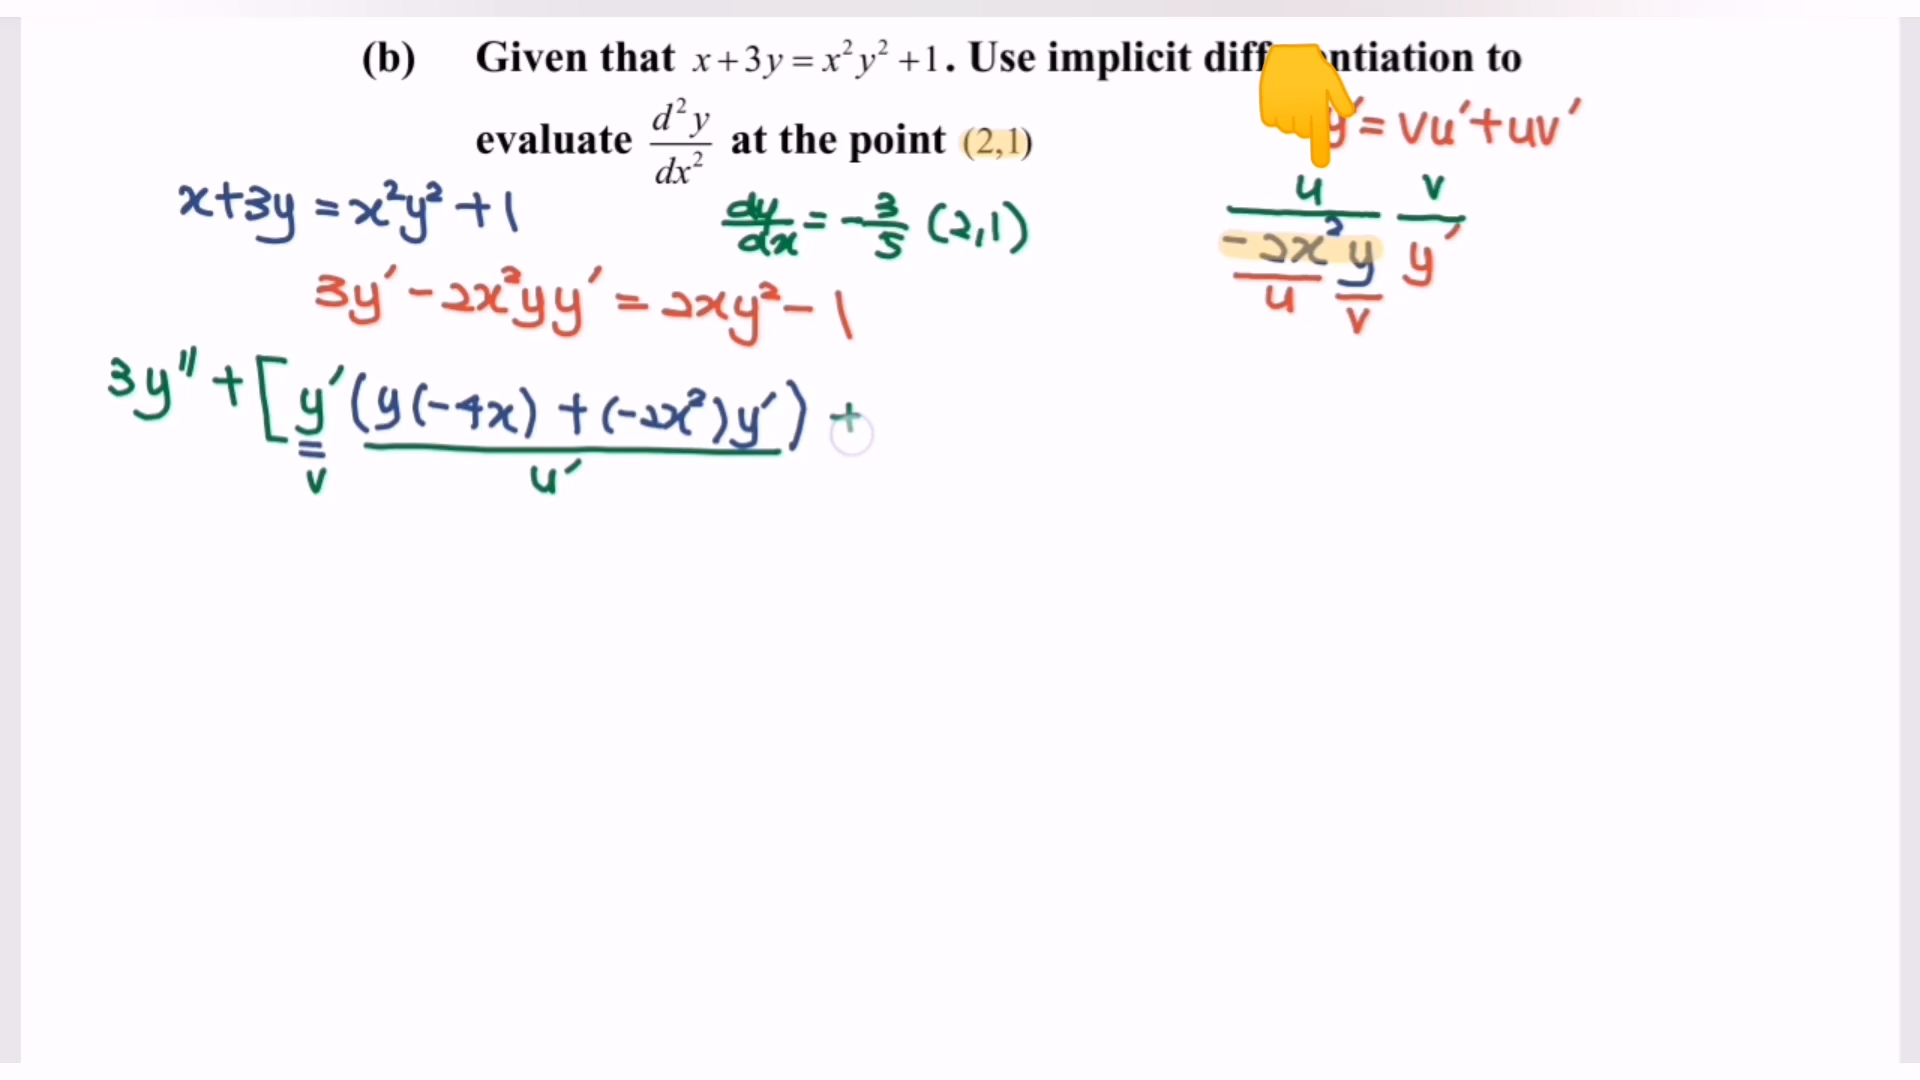 (b) Given that x+3y=x²y²+1. Use implicit diff ntiation to
evaluate d²y/dx² at the point (2,1)
y'= vu'+uv'
x+3y = x²y² + 1
dy/dx = -3/5 (2,1)
u v
-2x²y y'
u v
3y' - 2x²yy' = 2xy² - 1
3y'' + [y'(y(-4x) + (-2x²)y') +
v u'